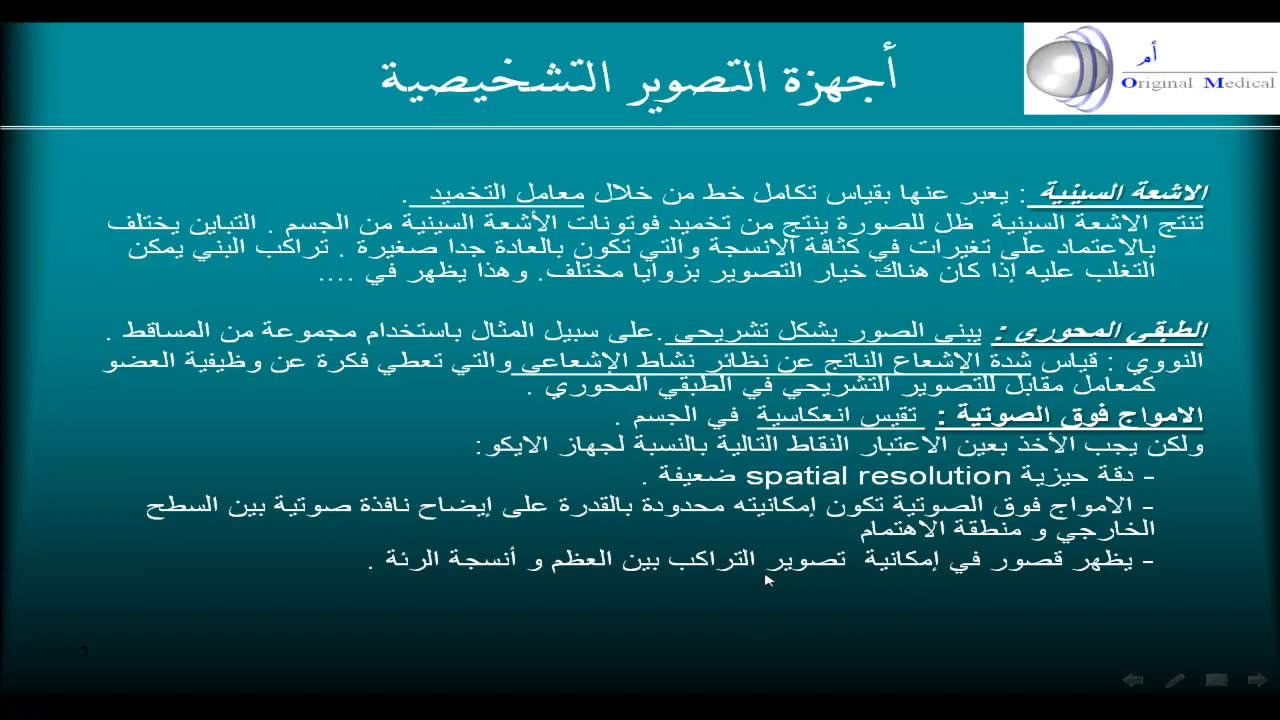 أجهزة التصوير التشخيصية
أم
Original Medical
الاشعة السينية : يعبر عنها بقياس تكامل خط من خلال معامل التخميد .
تنتج الاشعة السينية ظل للصورة ينتج من تخميد فوتونات الأشعة السينية من الجسم . التباين يختلف
بالاعتماد على تغيرات في كثافة الانسجة والتي تكون بالعادة جدا صغيرة . تراكب البني يمكن
التغلب عليه إذا كان هناك خيار التصوير بزوايا مختلف. وهذا يظهر في ....
الطبقي المحوري : يبنى الصور بشكل تشريحي .على سبيل المثال باستخدام مجموعة من المساقط .
النووي : قياس شدة الإشعاع الناتج عن نظائر نشاط الإشعاعي والتي تعطي فكرة عن وظيفية العضو
كمعامل مقابل للتصوير التشريحي في الطبقي المحوري .
الامواج فوق الصوتية : تقيس انعكاسية في الجسم .
ولكن يجب الأخذ بعين الاعتبار النقاط التالية بالنسبة لجهاز الايكو:
- دقة حيزية spatial resolution ضعيفة .
- الامواج فوق الصوتية تكون إمكانيته محدودة بالقدرة على إيضاح نافذة صوتية بين السطح
الخارجي و منطقة الاهتمام
- يظهر قصور في إمكانية تصوير التراكب بين العظم و أنسجة الرئة .
٦